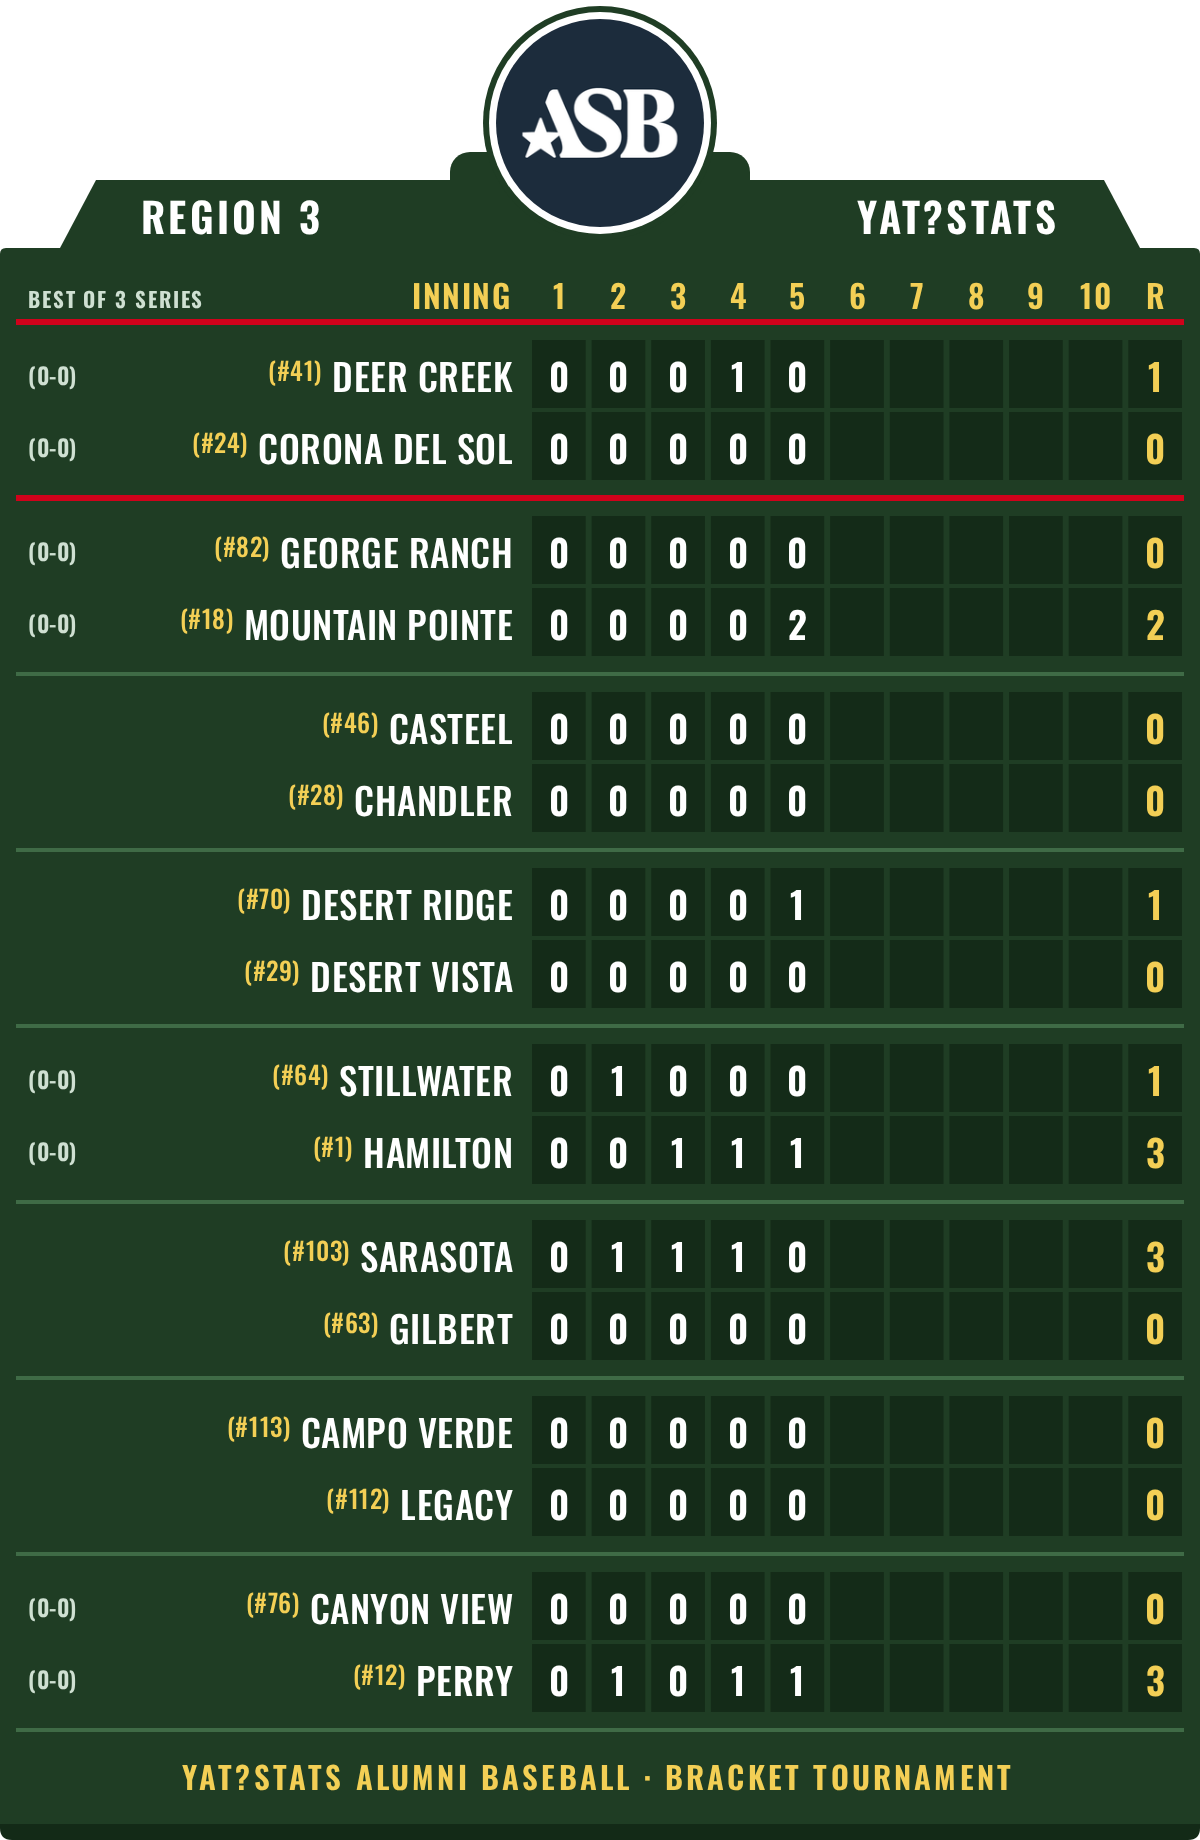 ASB
REGION 3 YAT?STATS
BEST OF 3 SERIES INNING 1 2 3 4 5 6 7 8 9 10 R
(0-0) (#41) DEER CREEK 0 0 0 1 0 1
(0-0) (#24) CORONA DEL SOL 0 0 0 0 0 0
(0-0) (#82) GEORGE RANCH 0 0 0 0 0 0
(0-0) (#18) MOUNTAIN POINTE 0 0 0 0 2 2
(#46) CASTEEL 0 0 0 0 0 0
(#28) CHANDLER 0 0 0 0 0 0
(#70) DESERT RIDGE 0 0 0 0 1 1
(#29) DESERT VISTA 0 0 0 0 0 0
(0-0) (#64) STILLWATER 0 1 0 0 0 1
(0-0) (#1) HAMILTON 0 0 1 1 1 3
(#103) SARASOTA 0 1 1 1 0 3
(#63) GILBERT 0 0 0 0 0 0
(#113) CAMPO VERDE 0 0 0 0 0 0
(#112) LEGACY 0 0 0 0 0 0
(0-0) (#76) CANYON VIEW 0 0 0 0 0 0
(0-0) (#12) PERRY 0 1 0 1 1 3
YAT?STATS ALUMNI BASEBALL · BRACKET TOURNAMENT